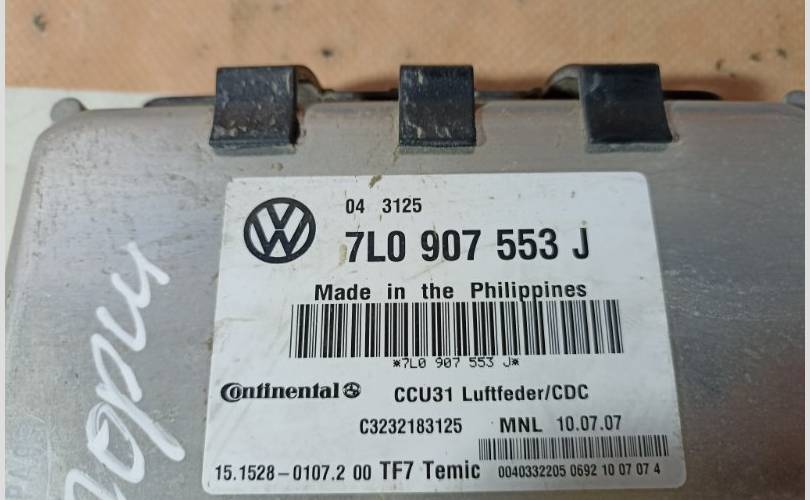 04 3125
7L0 907 553 J
Made in the Philippines
*7L0 907 553 J*
Continental
CCU31 Luftfeder/CDC
C3232183125 MNL 10.07.07
15.1528-0107.2 00 TF7 Temic 0040332205 0692 10 07 07 4